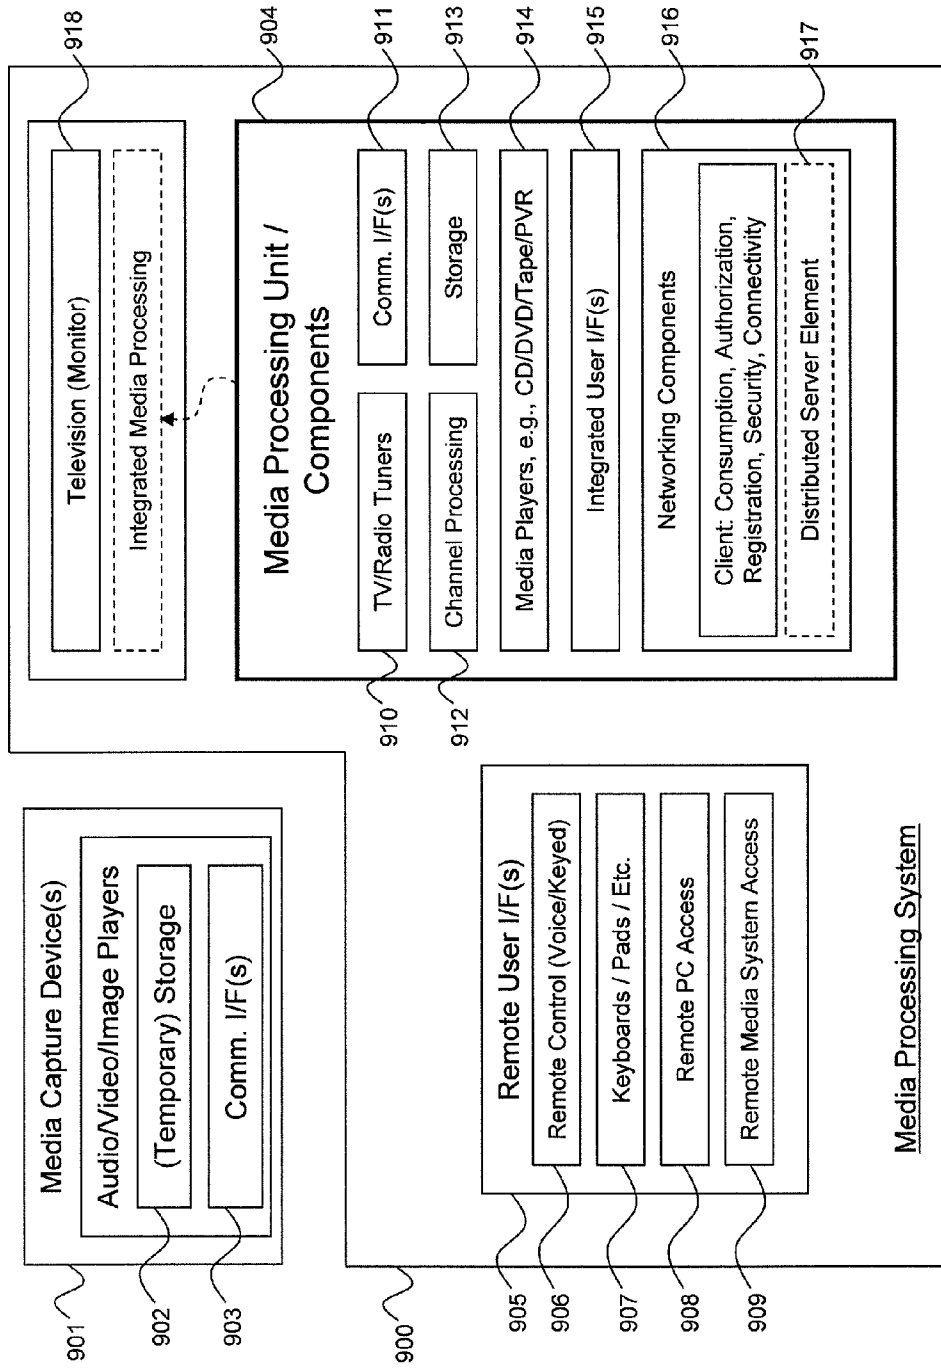 Media Capture Device(s)
Audio/Video/Image Players
(Temporary) Storage
Comm. I/F(s)
901
902
903
900
Television (Monitor)
Integrated Media Processing
918
904
Media Processing Unit /
Components
TV/Radio Tuners
Comm. I/F(s)
910
911
Channel Processing
Storage
912
913
Media Players, e.g., CD/DVD/Tape/PVR
914
Integrated User I/F(s)
915
Networking Components
916
Client: Consumption, Authorization,
Registration, Security, Connectivity
Distributed Server Element
917
Remote User I/F(s)
905
Remote Control (Voice/Keyed)
906
Keyboards / Pads / Etc.
907
Remote PC Access
908
Remote Media System Access
909
Media Processing System